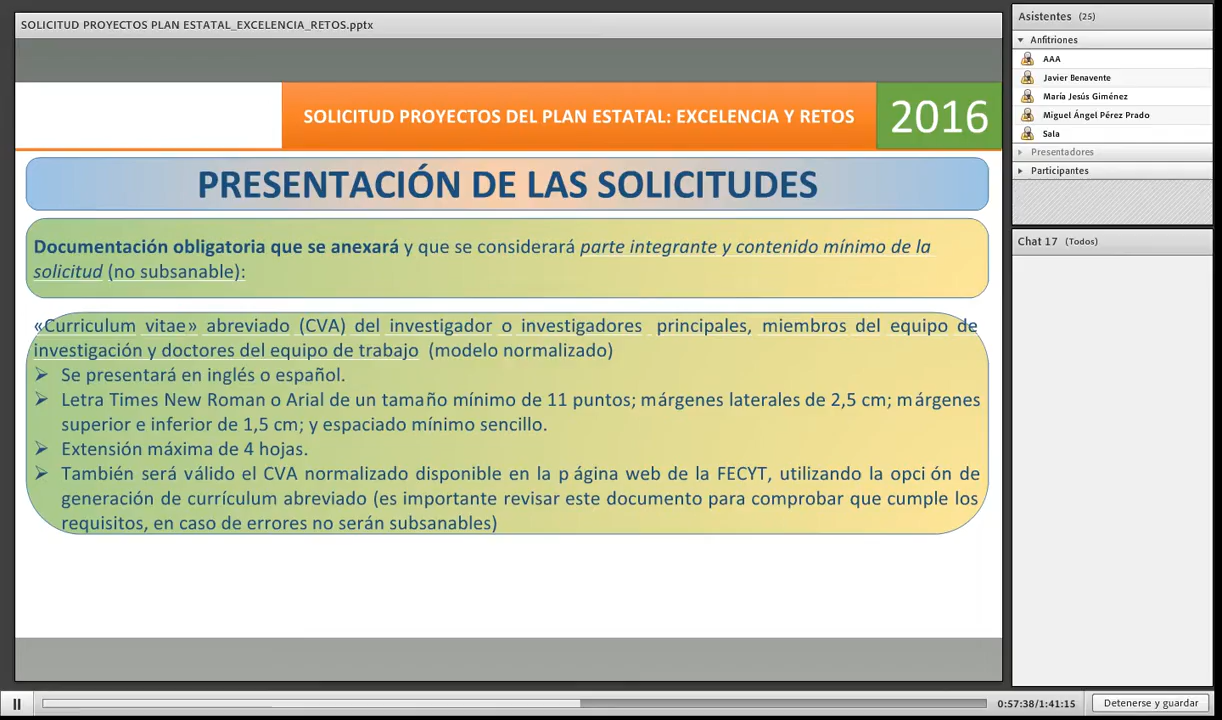 SOLICITUD PROYECTOS PLAN ESTATAL_EXCELENCIA_RETOS.pptx
SOLICITUD PROYECTOS DEL PLAN ESTATAL: EXCELENCIA Y RETOS
2016
PRESENTACIÓN DE LAS SOLICITUDES
Documentación obligatoria que se anexará y que se considerará parte integrante y contenido mínimo de la
solicitud (no subsanable):
«Curriculum vitae» abreviado (CVA) del investigador o investigadores principales, miembros del equipo de
investigación y doctores del equipo de trabajo (modelo normalizado)
➢ Se presentará en inglés o español.
➢ Letra Times New Roman o Arial de un tamaño mínimo de 11 puntos; márgenes laterales de 2,5 cm; márgenes
superior e inferior de 1,5 cm; y espaciado mínimo sencillo.
➢ Extensión máxima de 4 hojas.
➢ También será válido el CVA normalizado disponible en la p ágina web de la FECYT, utilizando la opci ón de
generación de currículum abreviado (es importante revisar este documento para comprobar que cumple los
requisitos, en caso de errores no serán subsanables)
Asistentes (25)
Anfitriones
AAA
Javier Benavente
María Jesús Giménez
Miguel Ángel Pérez Prado
Sala
Presentadores
Participantes
Chat 17 (Todos)
0:57:38/1:41:15
Detenerse y guardar